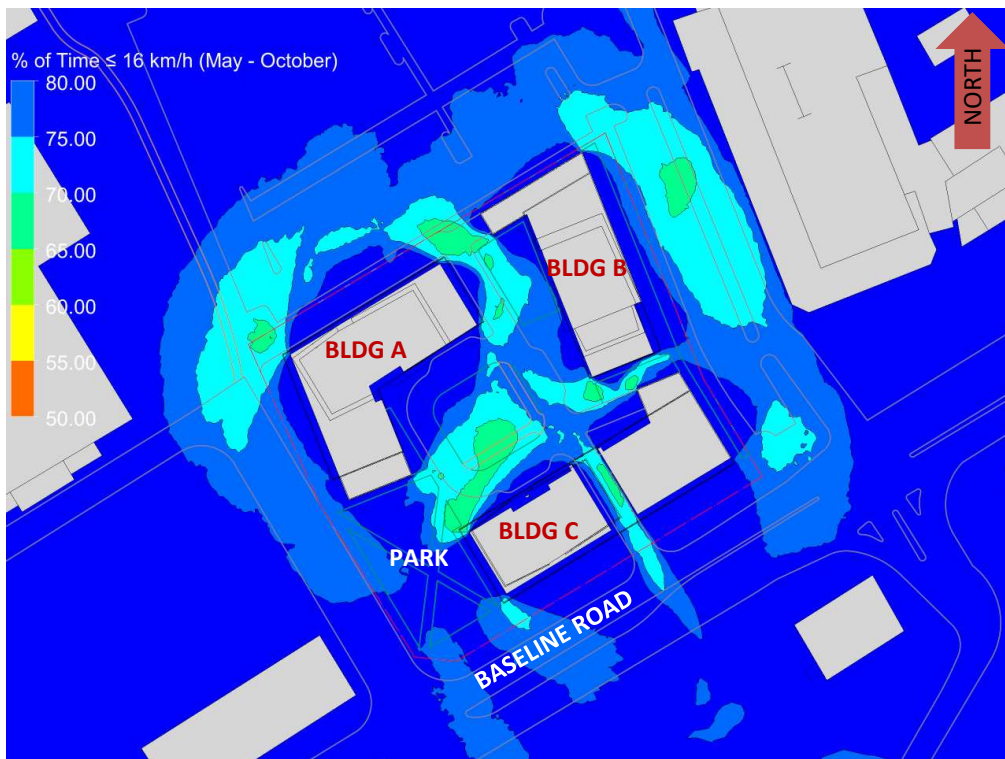 % of Time ≤ 16 km/h (May - October)
80.00
75.00
70.00
65.00
60.00
55.00
50.00
NORTH
BLDG B
BLDG A
BLDG C
PARK
BASELINE ROAD